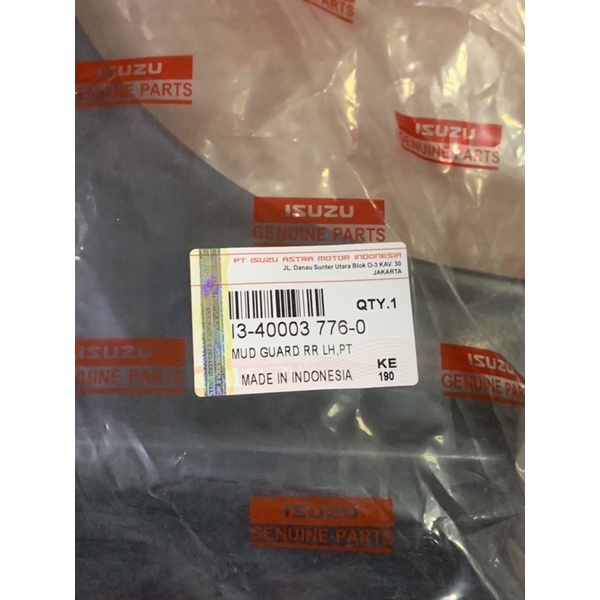 ISUZU
ISUZU
GENUINE PARTS
ISUZU
GENUINE PARTS
ISUZU
GENUINE PARTS
PT ISUZU ASTRA MOTOR INDONESIA
JL. Danau Sunter Utara Blok O-3 KAV. 30
JAKARTA
QTY.1
I3-40003 776-0
MUD GUARD RR LH,PT
MADE IN INDONESIA
KE
190
ISUZU
GENUINE PARTS
ISUZU
GENUINE PARTS
ISUZU
GENUINE PARTS